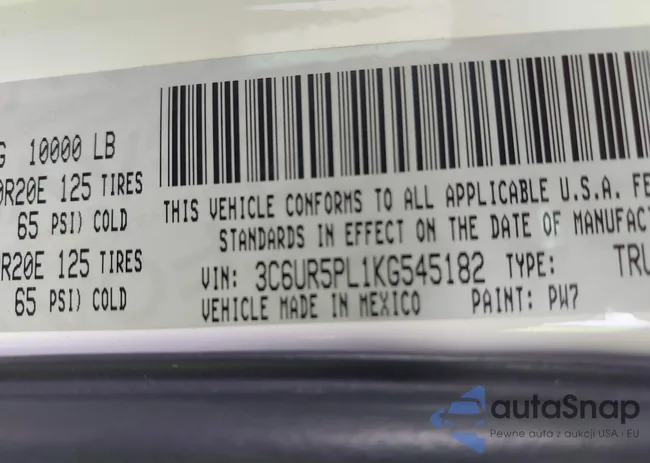 G 10000 LB
0R20E 125 TIRES
65 PSI) COLD
R20E 125 TIRES
65 PSI) COLD
THIS VEHICLE CONFORMS TO ALL APPLICABLE U.S.A. FE
STANDARDS IN EFFECT ON THE DATE OF MANUFACT
VIN: 3C6UR5PL1KG545182 TYPE: TRU
VEHICLE MADE IN MEXICO PAINT: PW7
autaSnap
Pewne auta z aukcji USA · EU